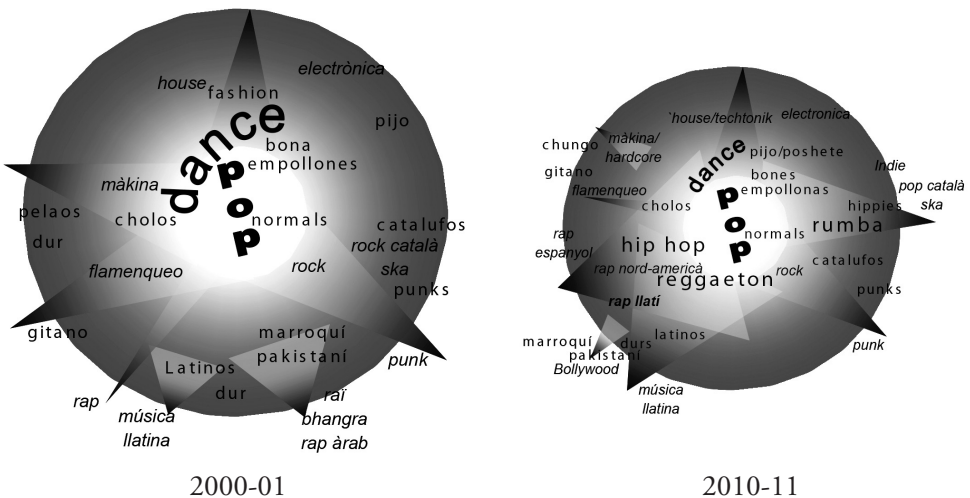 electrònica
house
fashion
dance
pijo
bona
empollones
pop
màkina
pelaos
cholos
normals
catalufos
dur
rock català
flamenqueo
rock
ska
punks
gitano
marroquí
pakistaní
punk
Latinos
dur
rap
raï
música
llatina
bhangra
rap àrab
2000-01
`house/techtonik
electronica
màkina/
hardcore
chungo
dance
pijo/poshete
gitano
Indie
bones
empollonas
flamenqueo
pop català
ska
cholos
pop
hippies
rumba
normals
rap
espanyol
hip hop
catalufos
rap nord-americà
rock
reggaeton
punks
rap llatí
latinos
marroquí
durs
pakistaní
punk
Bollywood
música
llatina
2010-11